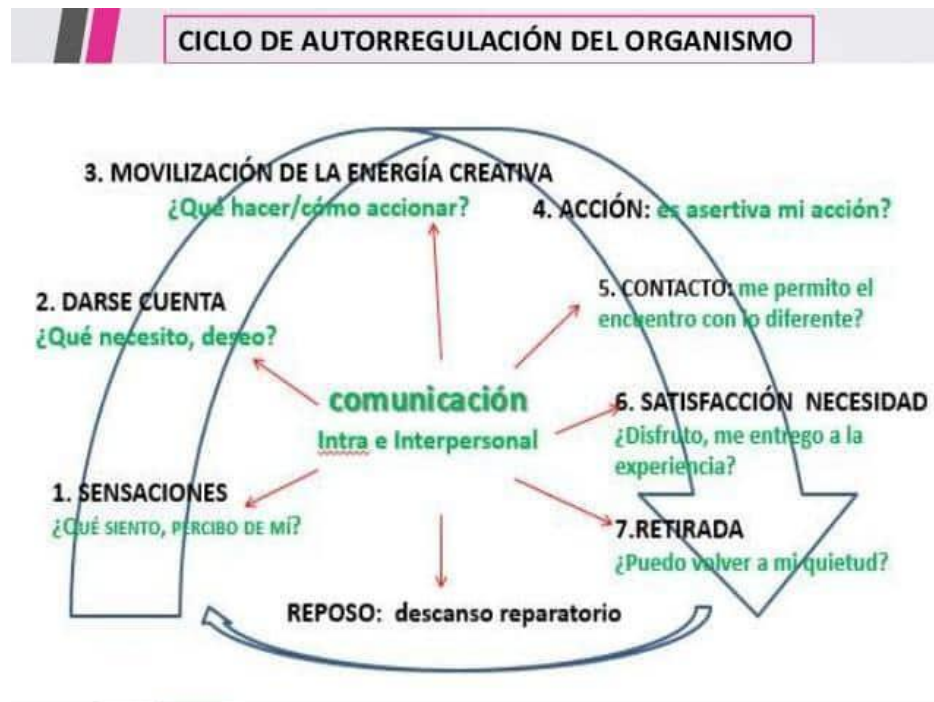 CICLO DE AUTORREGULACIÓN DEL ORGANISMO
3. MOVILIZACIÓN DE LA ENERGÍA CREATIVA
¿Qué hacer/cómo accionar?
4. ACCIÓN: es asertiva mi acción?
2. DARSE CUENTA
¿Qué necesito, deseo?
5. CONTACTO: me permito el
encuentro con lo diferente?
comunicación
Intra e Interpersonal
6. SATISFACCIÓN NECESIDAD
¿Disfruto, me entrego a la
experiencia?
1. SENSACIONES
¿QUÉ SIENTO, PERCIBO DE MÍ?
7.RETIRADA
¿Puedo volver a mi quietud?
REPOSO: descanso reparatorio